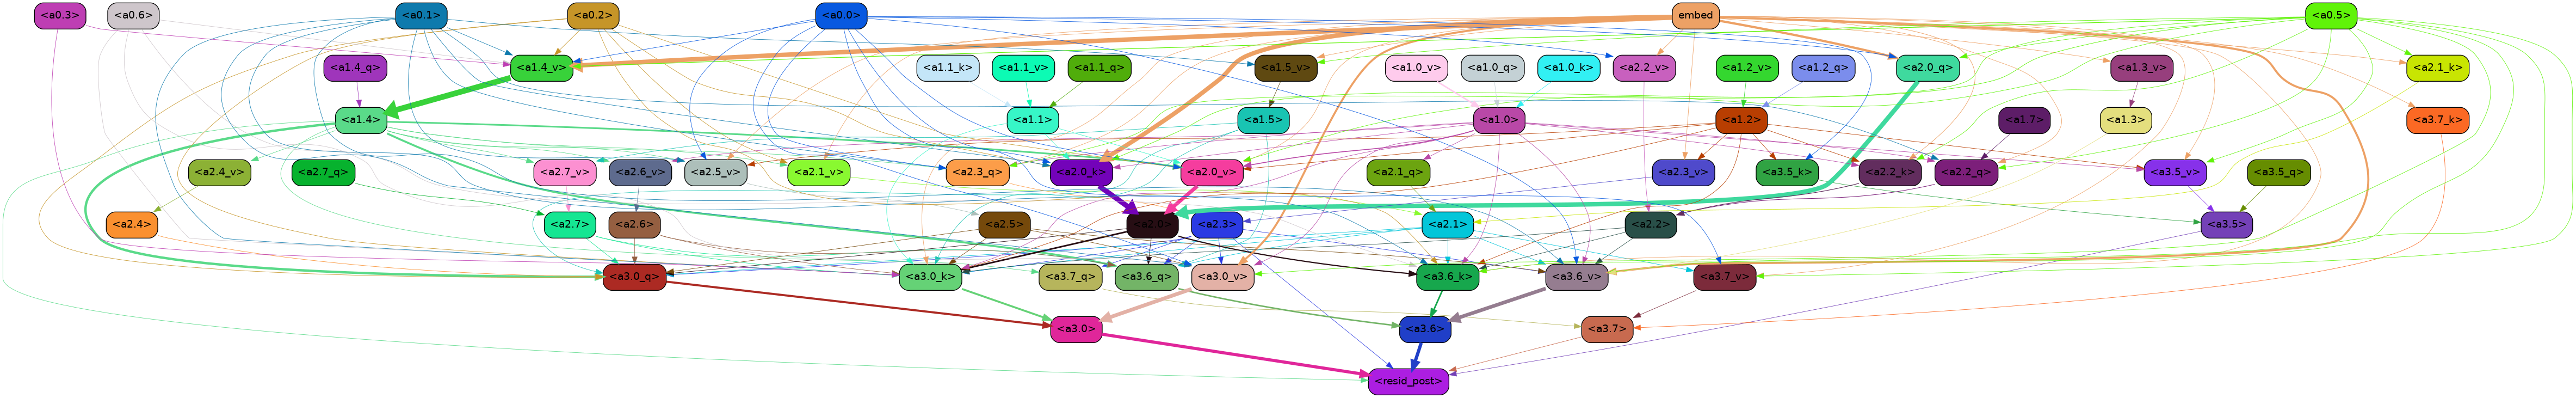 <a0.3> <a0.6> <a0.1> <a0.2> <a0.0> embed <a0.5>
<a1.4_q> <a1.4_v> <a1.1_k> <a1.1_v> <a1.1_q> <a1.5_v> <a1.0_v> <a1.0_q> <a1.0_k> <a2.2_v> <a1.2_v> <a1.2_q> <a2.0_q> <a1.3_v> <a2.1_k>
<a1.4> <a1.1> <a1.5> <a1.0> <a1.2> <a1.7> <a1.3> <a3.7_k>
<a2.4_v> <a2.7_q> <a2.7_v> <a2.6_v> <a2.5_v> <a2.1_v> <a2.3_q> <a2.0_k> <a2.0_v> <a2.1_q> <a2.3_v> <a3.5_k> <a2.2_k> <a2.2_q> <a3.5_v> <a3.5_q>
<a2.4> <a2.7> <a2.6> <a2.5> <a2.0> <a2.3> <a2.1> <a2.2> <a3.5>
<a3.0_q> <a3.0_k> <a3.7_q> <a3.6_q> <a3.0_v> <a3.6_k> <a3.6_v> <a3.7_v>
<a3.0> <a3.6> <a3.7>
<resid_post>